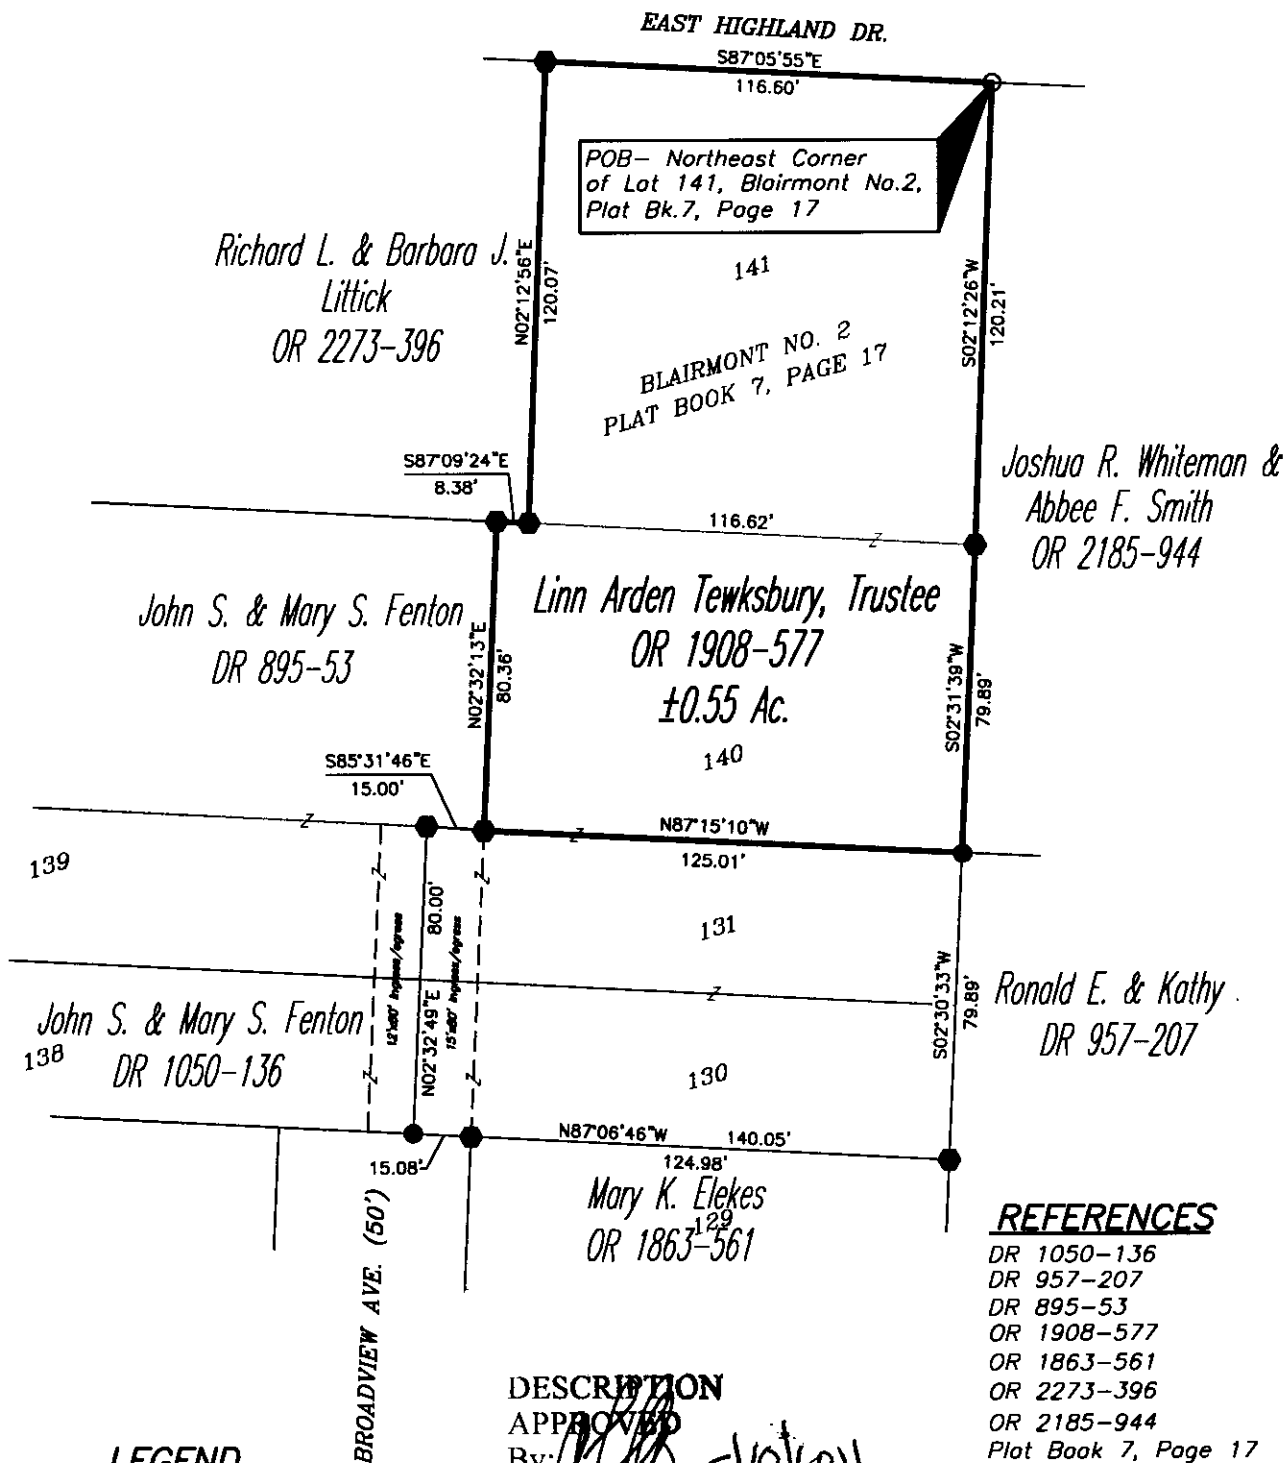 EAST HIGHLAND DR.
S87°05'55"E
116.60'
POB- Northeast Corner
of Lot 141, Blairmont No.2,
Plat Bk.7, Page 17
Richard L. & Barbara J.
Littick
OR 2273-396
N02°12'56"E
120.07'
141
S02°12'26"W
120.21'
BLAIRMONT NO. 2
PLAT BOOK 7, PAGE 17
S87°09'24"E
8.38'
116.62'
Z
Joshua R. Whiteman &
Abbee F. Smith
OR 2185-944
John S. & Mary S. Fenton
DR 895-53
N02°32'13"E
80.36'
Linn Arden Tewksbury, Trustee
OR 1908-577
±0.55 Ac.
S02°31'39"W
79.89'
140
S85°31'46"E
15.00'
Z
N87°15'10"W
Z
125.01'
139
Z
Z
12'x80' Ingress/egress
80.00'
N02°32'49"E
15'x80' Ingress/egress
131
Z
S02°30'33"W
79.89'
Ronald E. & Kathy
DR 957-207
John S. & Mary S. Fenton
138
DR 1050-136
Z
Z
130
N87°06'46"W
140.05'
15.08'
124.98'
Mary K. Elekes
129
OR 1863-561
BROADVIEW AVE. (50')
REFERENCES
DR 1050-136
DR 957-207
DR 895-53
OR 1908-577
OR 1863-561
OR 2273-396
OR 2185-944
Plat Book 7, Page 17
DESCRIPTION
APPROVED
By:
LEGEND